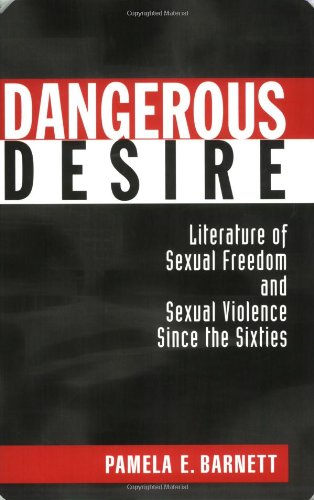 DANGEROUS
DESIRE
Literature of
Sexual Freedom
and
Sexual Violence
Since the Sixties
PAMELA E. BARNETT